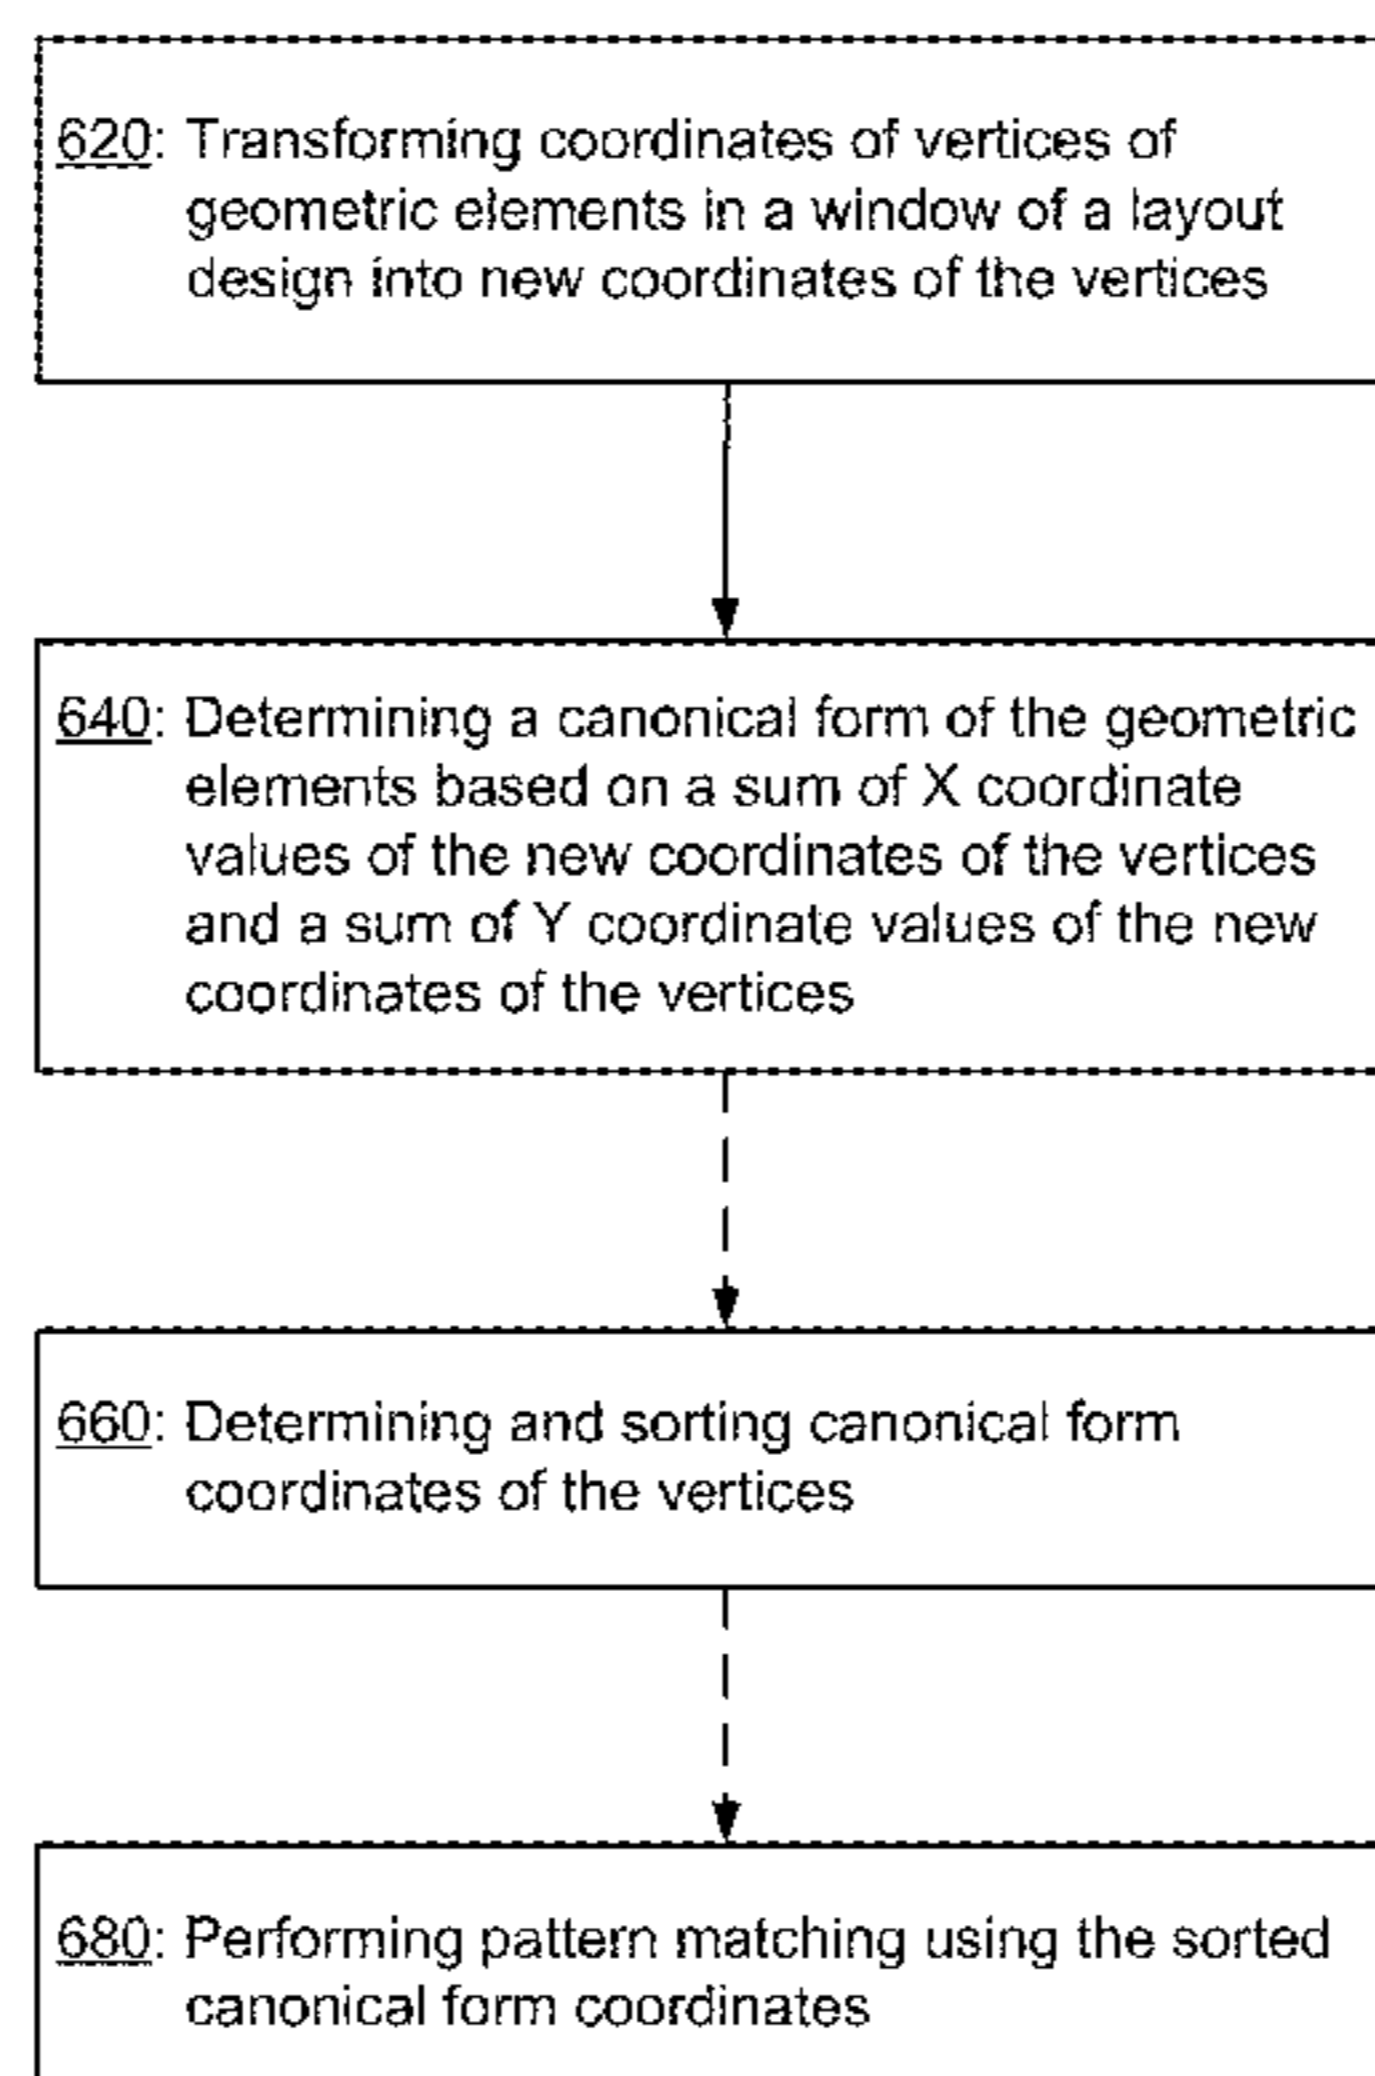 620: Transforming coordinates of vertices of
geometric elements in a window of a layout
design into new coordinates of the vertices
640: Determining a canonical form of the geometric
elements based on a sum of X coordinate
values of the new coordinates of the vertices
and a sum of Y coordinate values of the new
coordinates of the vertices
660: Determining and sorting canonical form
coordinates of the vertices
680: Performing pattern matching using the sorted
canonical form coordinates